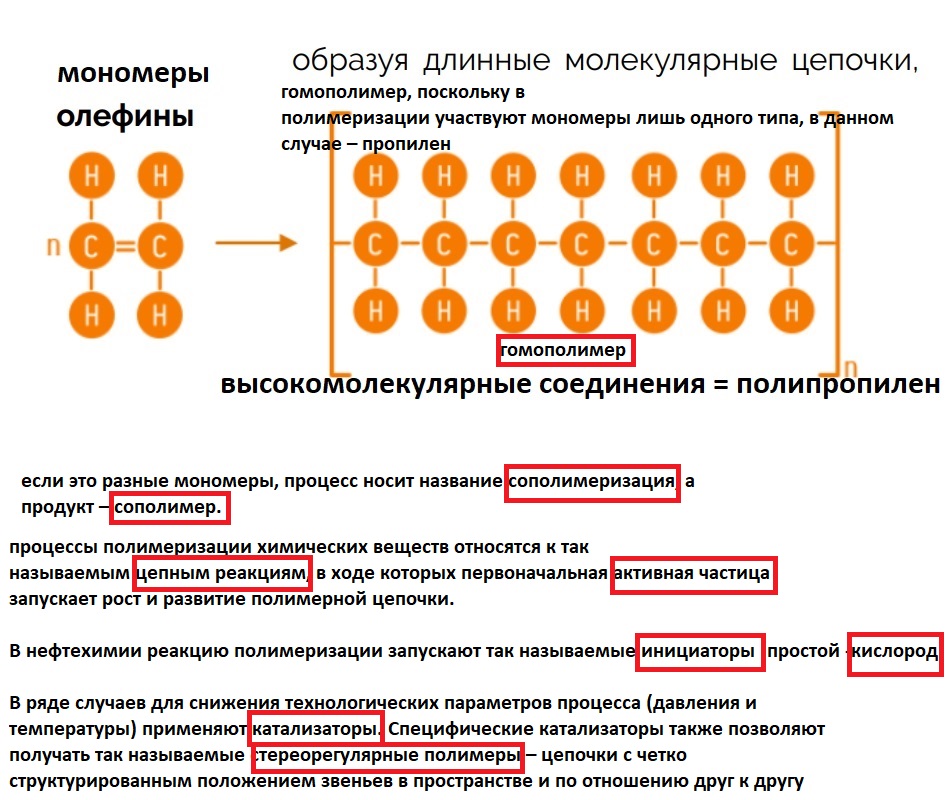 мономеры
олефины
образуя длинные молекулярные цепочки,
гомополимер, поскольку в
полимеризации участвуют мономеры лишь одного типа, в данном
случае – пропилен
H H
n C = C
H H
H H H H H H H
C C C C C C C
H H H H H H H
n
гомополимер
высокомолекулярные соединения = полипропилен
если это разные мономеры, процесс носит название сополимеризация, а
продукт – сополимер.
процессы полимеризации химических веществ относятся к так
называемым цепным реакциям, в ходе которых первоначальная активная частица
запускает рост и развитие полимерной цепочки.
В нефтехимии реакцию полимеризации запускают так называемые инициаторы простой -кислород
В ряде случаев для снижения технологических параметров процесса (давления и
температуры) применяют катализаторы. Специфические катализаторы также позволяют
получать так называемые стереорегулярные полимеры – цепочки с четко
структурированным положением звеньев в пространстве и по отношению друг к другу